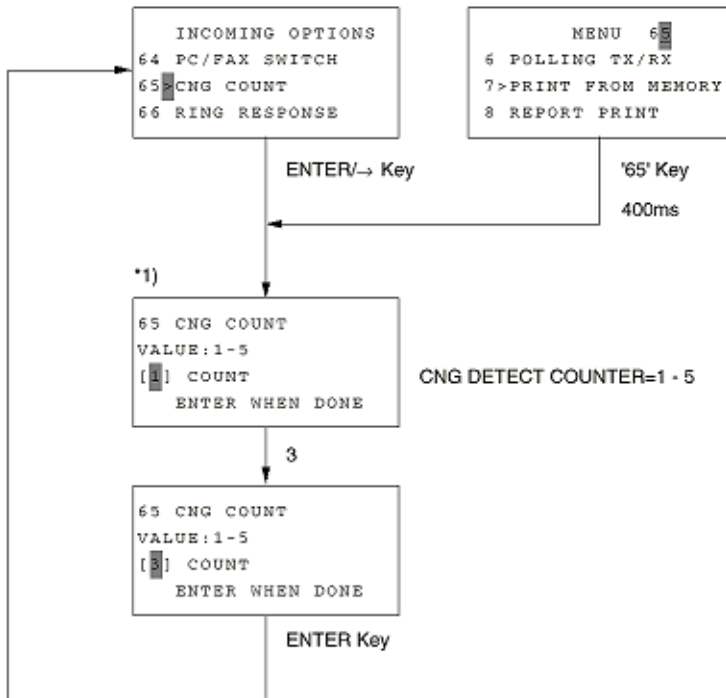 INCOMING OPTIONS
64 PC/FAX SWITCH
65>CNG COUNT
66 RING RESPONSE
MENU 65
6 POLLING TX/RX
7>PRINT FROM MEMORY
8 REPORT PRINT
ENTER/→ Key
'65' Key
400ms
*1)
65 CNG COUNT
VALUE:1-5
[1] COUNT
ENTER WHEN DONE
CNG DETECT COUNTER=1 - 5
3
65 CNG COUNT
VALUE:1-5
[3] COUNT
ENTER WHEN DONE
ENTER Key